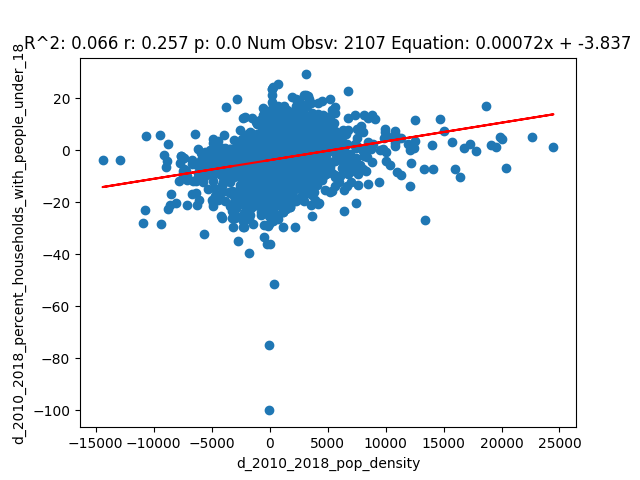 R^2: 0.066 r: 0.257 p: 0.0 Num Obsv: 2107 Equation: 0.00072x + -3.837
d_2010_2018_percent_households_with_people_under_18
20
0
−20
−40
−60
−80
−100
−15000 −10000 −5000 0 5000 10000 15000 20000 25000
d_2010_2018_pop_density